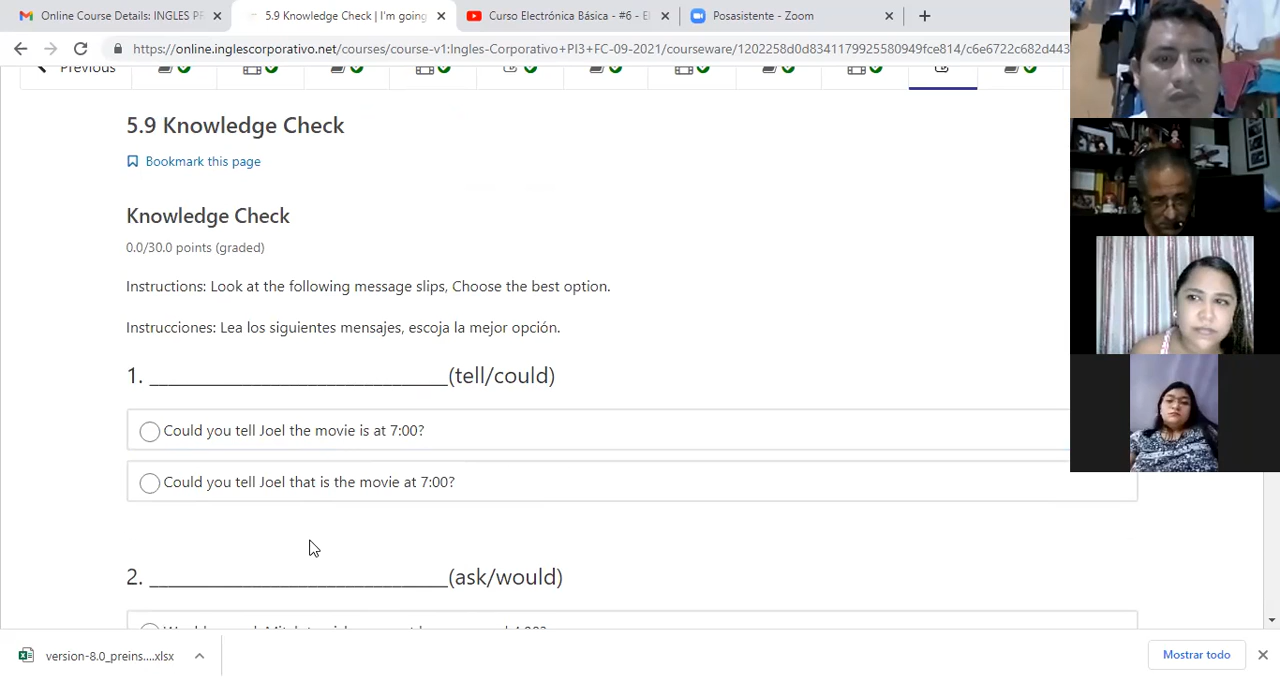 Online Course Details: INGLES PR
5.9 Knowledge Check | I'm going
Curso Electrónica Básica - #6 - El
Posasistente - Zoom
https://online.inglescorporativo.net/courses/course-v1:Ingles-Corporativo+PI3+FC-09-2021/courseware/1202258d0d8341179925580949fce814/c6e6722c682d443
Previous
5.9 Knowledge Check
Bookmark this page
Knowledge Check
0.0/30.0 points (graded)
Instructions: Look at the following message slips, Choose the best option.
Instrucciones: Lea los siguientes mensajes, escoja la mejor opción.
1. ______________________________(tell/could)
Could you tell Joel the movie is at 7:00?
Could you tell Joel that is the movie at 7:00?
2. ______________________________(ask/would)
version-8.0_preins....xlsx
Mostrar todo